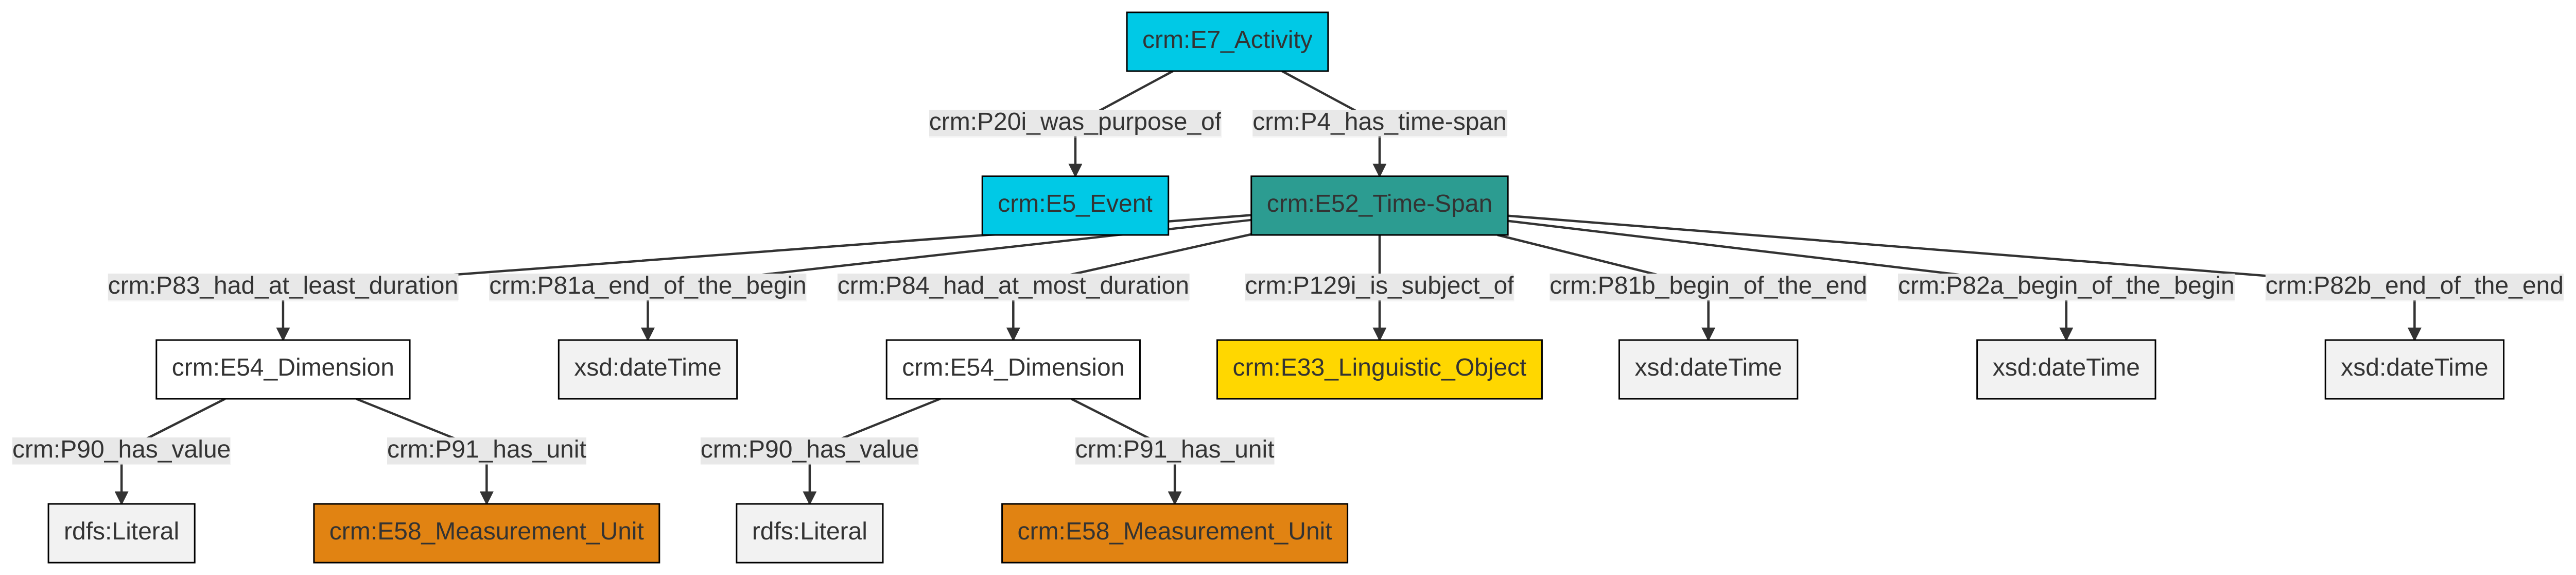 crm:E7_Activity
crm:P20i_was_purpose_of
crm:P4_has_time-span
crm:E5_Event
crm:E52_Time-Span
crm:P83_had_at_least_duration
crm:P81a_end_of_the_begin
crm:P84_had_at_most_duration
crm:P129i_is_subject_of
crm:P81b_begin_of_the_end
crm:P82a_begin_of_the_begin
crm:P82b_end_of_the_end
crm:E54_Dimension
xsd:dateTime
crm:E54_Dimension
crm:E33_Linguistic_Object
xsd:dateTime
xsd:dateTime
xsd:dateTime
crm:P90_has_value
crm:P91_has_unit
crm:P90_has_value
crm:P91_has_unit
rdfs:Literal
crm:E58_Measurement_Unit
rdfs:Literal
crm:E58_Measurement_Unit